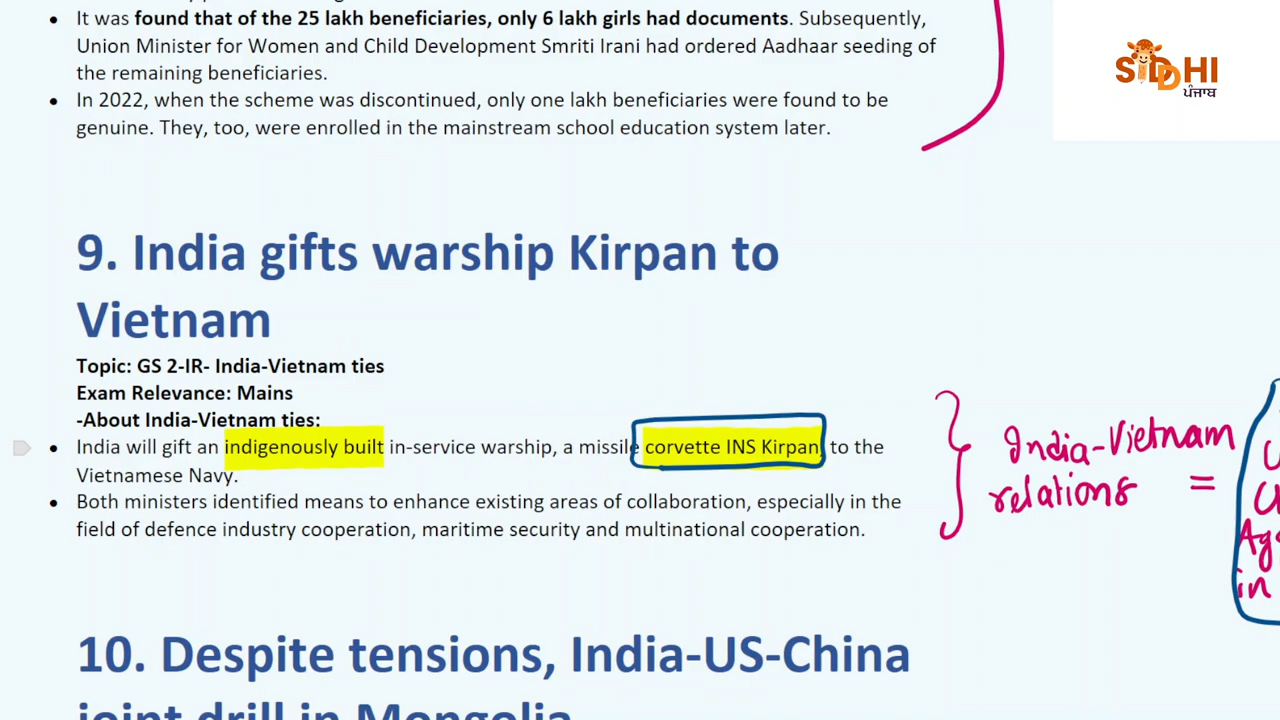 It was found that of the 25 lakh beneficiaries, only 6 lakh girls had documents. Subsequently,
Union Minister for Women and Child Development Smriti Irani had ordered Aadhaar seeding of
the remaining beneficiaries.
In 2022, when the scheme was discontinued, only one lakh beneficiaries were found to be
genuine. They, too, were enrolled in the mainstream school education system later.
SIDDHI
ਪੰਜਾਬ
9. India gifts warship Kirpan to
Vietnam
Topic: GS 2-IR- India-Vietnam ties
Exam Relevance: Mains
-About India-Vietnam ties:
India will gift an indigenously built in-service warship, a missile corvette INS Kirpan, to the
Vietnamese Navy.
Both ministers identified means to enhance existing areas of collaboration, especially in the
field of defence industry cooperation, maritime security and multinational cooperation.
India-Vietnam
relations =
in
10. Despite tensions, India-US-China
joint drill in Mongolia